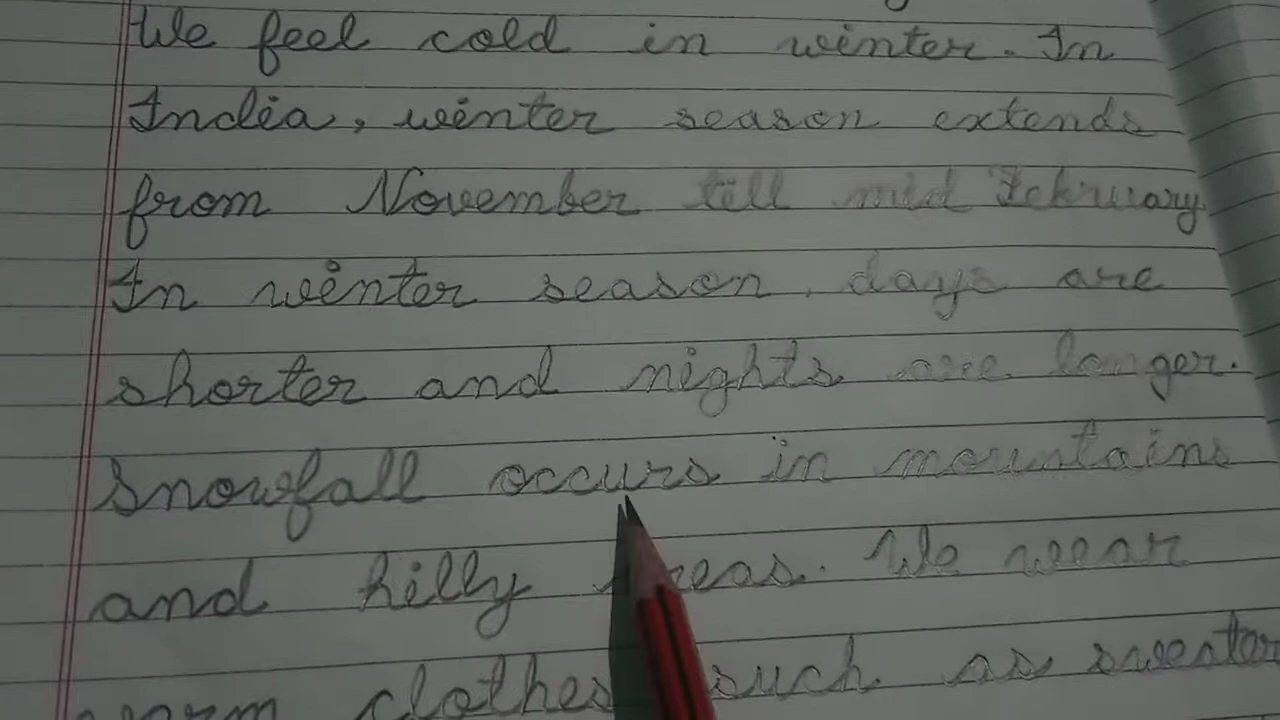 We feel cold in winter. In
India, winter season extends
from November till mid February.
In winter season, days are
shorter and nights are longer.
Snowfall occurs in mountains
and hilly areas. We wear
warm clothes such as sweater